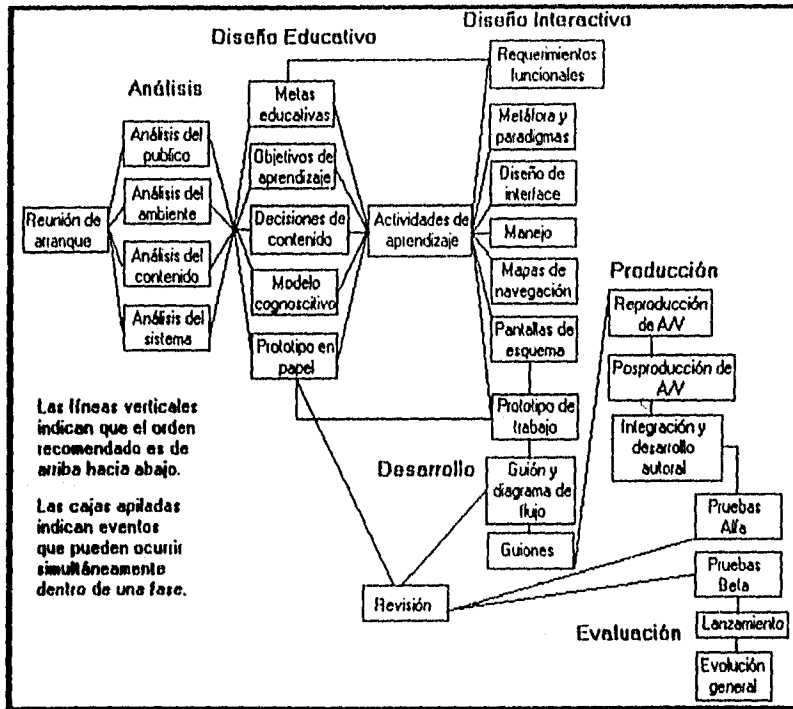 Diseño Interactivo
Diseño Educativo
Análisis
Requerimientos
funcionales
Metas
educativas
Metáfora y
paradigmas
Análisis del
publico
Objetivos de
aprendizaje
Diseño de
interface
Análisis del
ambiente
Reunión de
arranque
Decisiones de
contenido
Actividades de
aprendizaje
Manejo
Análisis del
contenido
Modelo
cognoscitivo
Mapas de
navegación
Producción
Análisis del
sistema
Prototipo en
papel
Pantallas de
esquema
Reproducción
de A/V
Posproducción de
A/V
Prototipo de
trabajo
Integración y
desarrollo
autoral
Las líneas verticales
indican que el orden
recomendado es de
arriba hacia abajo.
Las cajas apiladas
indican eventos
que pueden ocurrir
simultáneamente
dentro de una fase.
Desarrollo
Guión y
diagrama de
flujo
Guiones
Pruebas
Alfa
Revisión
Pruebas
Beta
Evaluación
Lanzamiento
Evolución
general